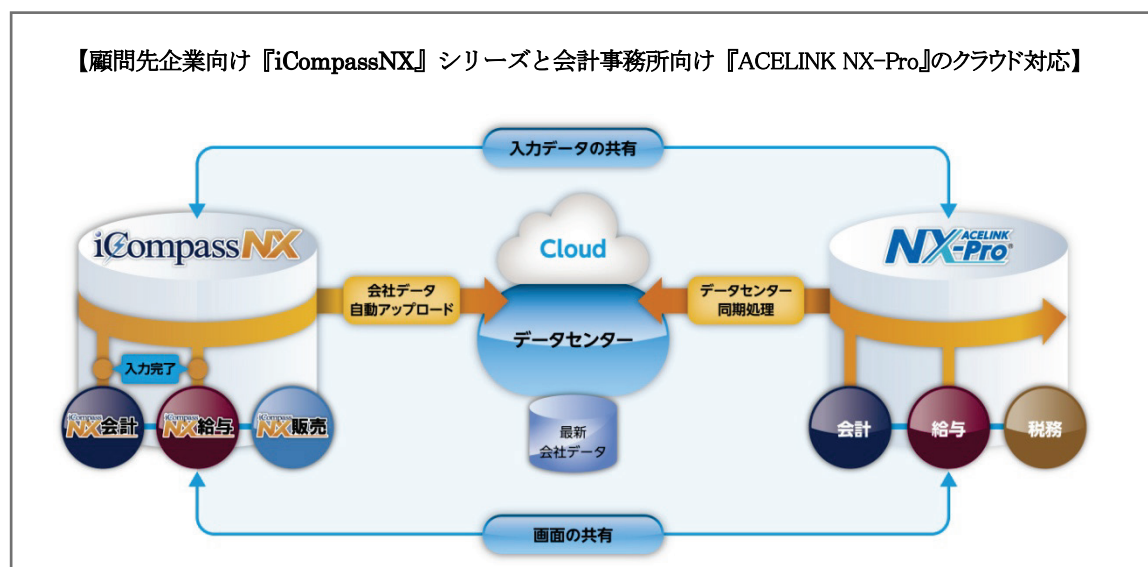 【顧問先企業向け『iCompassNX』シリーズと会計事務所向け『ACELINK NX-Pro』のクラウド対応】
入力データの共有
iCompassNX
Cloud
ACELINK
NX-Pro®
会社データ
自動アップロード
データセンター
同期処理
データセンター
入力完了
iCompass
NX会計
iCompass
NX給与
iCompass
NX販売
最新
会社データ
会計
給与
税務
画面の共有